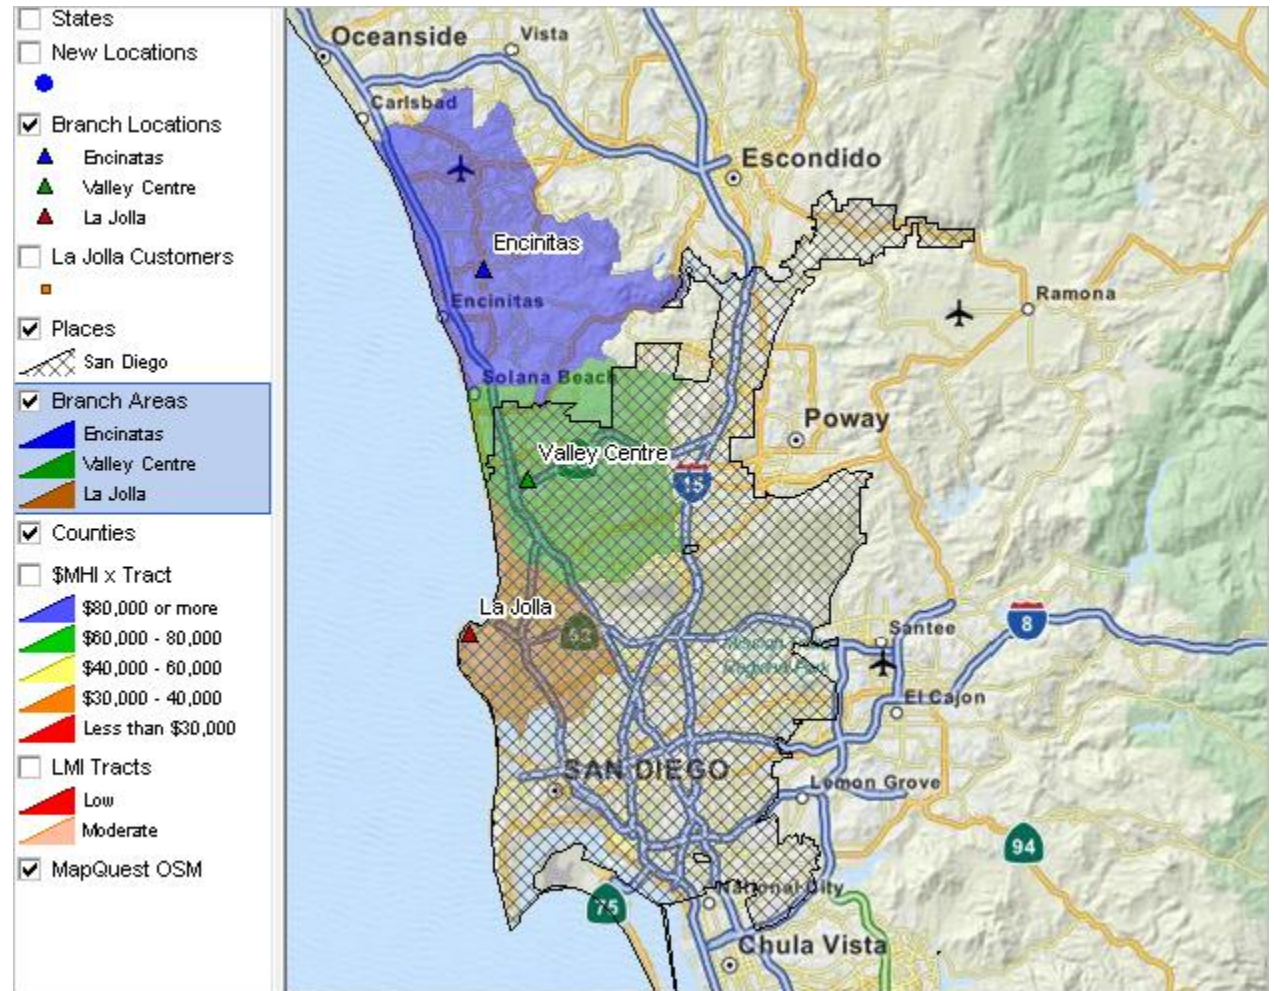 States
New Locations
Branch Locations
Encinatas
Valley Centre
La Jolla
La Jolla Customers
Places
San Diego
Branch Areas
Encinatas
Valley Centre
La Jolla
Counties
$MHI x Tract
$80,000 or more
$60,000 - 80,000
$40,000 - 60,000
$30,000 - 40,000
Less than $30,000
LMI Tracts
Low
Moderate
MapQuest OSM
Oceanside
Vista
Carlsbad
Escondido
Encinitas
Encinitas
Ramona
Solana Beach
Poway
Valley Centre
15
La Jolla
52
8
Santee
El Cajon
SAN DIEGO
Lemon Grove
94
National City
75
Chula Vista